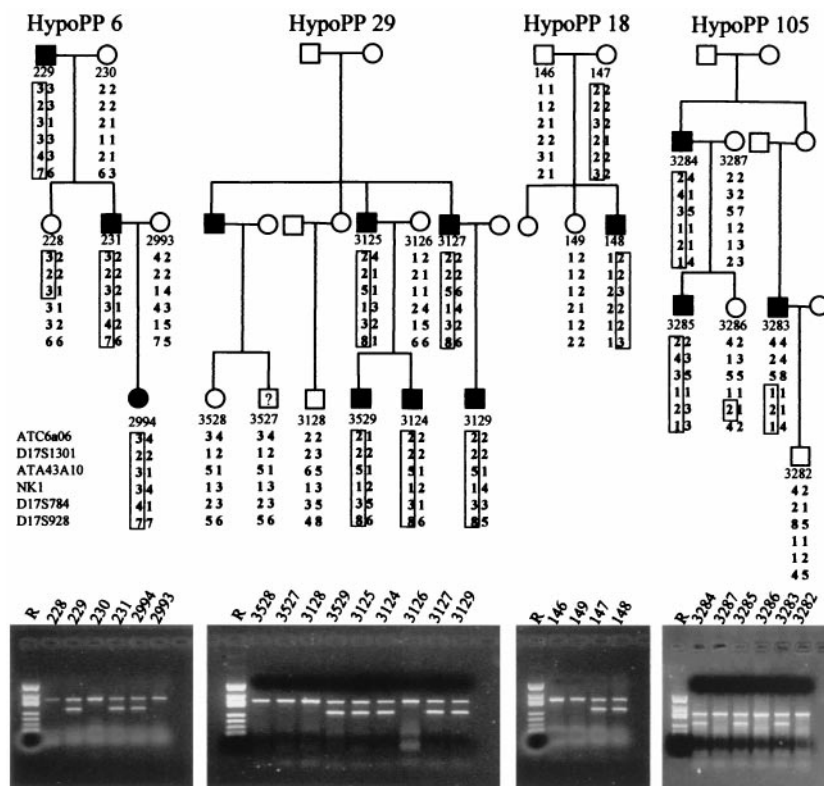 HypoPP 6 HypoPP 29 HypoPP 18 HypoPP 105
229 230 146 147
3 3 2 2 1 1 2 2
2 3 2 2 1 2 2 2
3 1 2 1 2 1 3 2
3 3 1 1 2 2 2 1
4 3 2 1 3 1 2 2
7 6 6 3 2 1 3 2
3284 3287
2 4 2 2
4 1 3 2
3 5 5 7
1 1 1 2
2 1 1 3
1 4 2 3
228 231 2993 3125 3126 3127 149 148
3 2 3 2 4 2 2 4 1 2 2 2 1 2 1 2
2 2 2 2 2 2 2 1 2 1 2 2 1 2 1 2
3 1 3 2 1 4 5 1 1 1 5 6 1 2 2 3
3 1 3 1 4 3 1 3 2 4 1 4 1 2 1 2
3 2 4 2 1 5 3 2 1 5 3 2 1 2 1 2
6 6 7 6 7 5 8 1 6 6 8 6 2 2 1 3
3285 3286 3283
2 2 4 2 4 4
4 3 1 3 2 4
3 5 5 5 5 8
1 1 1 1 1 1
2 3 2 1 2 1
1 3 4 2 1 4
?
2994 3528 3527 3128 3529 3124 3129
ATC6a06 3 4 3 4 3 4 2 2 2 1 2 2 2 2
D17S1301 2 2 1 2 1 2 2 3 2 2 2 2 2 2
ATA43A10 3 1 5 1 5 1 6 5 5 1 5 1 5 1
NK1 3 4 1 3 1 3 1 3 1 2 1 2 1 4
D17S784 4 1 2 3 2 3 3 5 3 5 3 1 3 3
D17S928 7 7 5 6 5 6 4 8 8 6 8 6 8 5
3282
4 2
2 1
8 5
1 1
1 2
4 5
R 228 229 230 231 2994 2993
R 3528 3527 3128 3529 3125 3124 3126 3127 3129
R 146 149 147 148
R 3284 3287 3285 3286 3283 3282